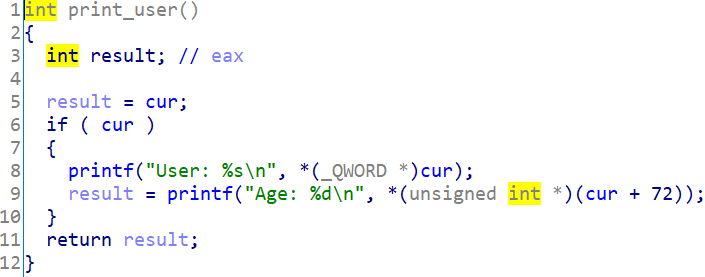 1 int print_user()
2 {
3   int result; // eax
4
5   result = cur;
6   if ( cur )
7   {
8     printf("User: %s\n", *(_QWORD *)cur);
9     result = printf("Age: %d\n", *(unsigned int *)(cur + 72));
10   }
11   return result;
12 }